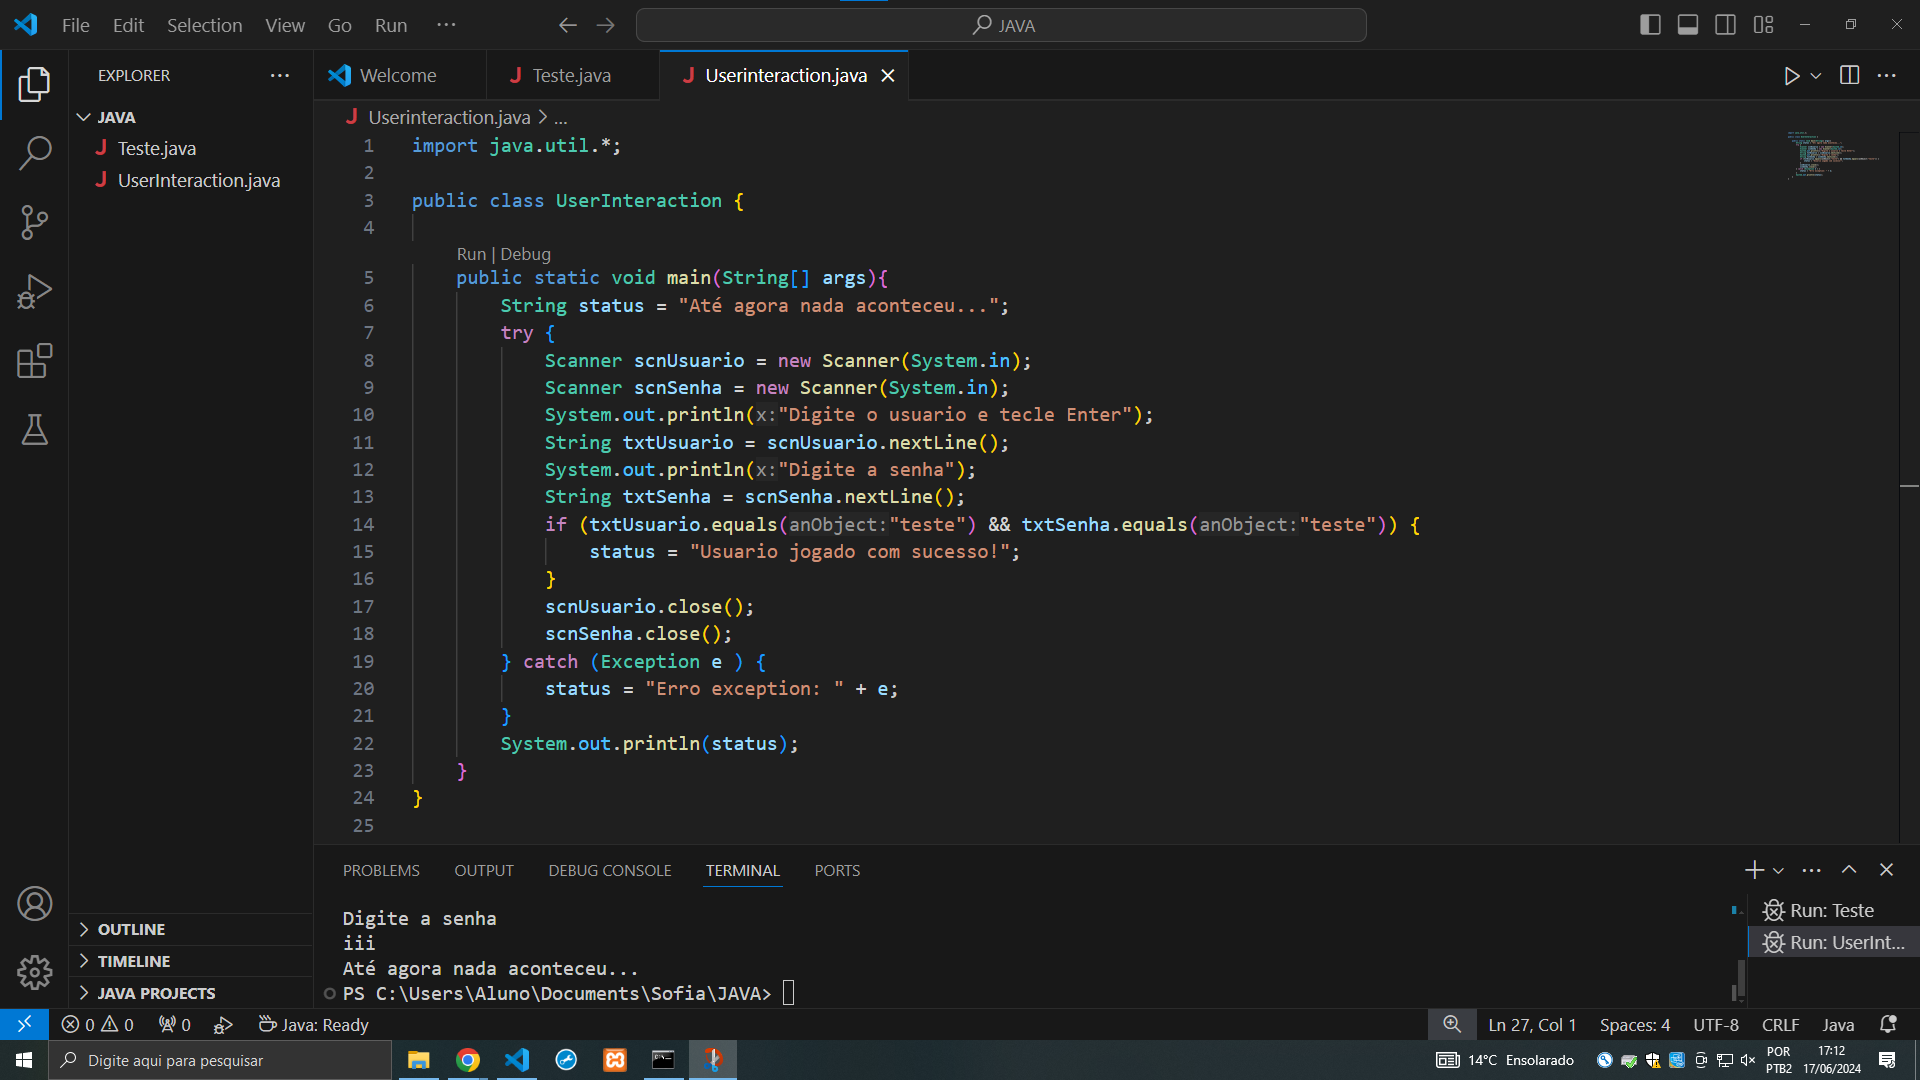 File Edit Selection View Go Run ...
JAVA
EXPLORER
JAVA
Teste.java
UserInteraction.java
OUTLINE
TIMELINE
JAVA PROJECTS
Welcome
Teste.java
Userinteraction.java
Userinteraction.java > ...
1 import java.util.*;
2
3 public class UserInteraction {
4
Run | Debug
5 public static void main(String[] args){
6 String status = "Até agora nada aconteceu...";
7 try {
8 Scanner scnUsuario = new Scanner(System.in);
9 Scanner scnSenha = new Scanner(System.in);
10 System.out.println(x:"Digite o usuario e tecle Enter");
11 String txtUsuario = scnUsuario.nextLine();
12 System.out.println(x:"Digite a senha");
13 String txtSenha = scnSenha.nextLine();
14 if (txtUsuario.equals(anObject:"teste") && txtSenha.equals(anObject:"teste")) {
15 status = "Usuario jogado com sucesso!";
16 }
17 scnUsuario.close();
18 scnSenha.close();
19 } catch (Exception e ) {
20 status = "Erro exception: " + e;
21 }
22 System.out.println(status);
23 }
24 }
25
PROBLEMS OUTPUT DEBUG CONSOLE TERMINAL PORTS
Digite a senha
iii
Até agora nada aconteceu...
PS C:\Users\Aluno\Documents\Sofia\JAVA>
Run: Teste
Run: UserInt...
0 0 0 Java: Ready
Ln 27, Col 1 Spaces: 4 UTF-8 CRLF Java
Digite aqui para pesquisar
14°C Ensolarado
POR
PTB2
17:12
17/06/2024